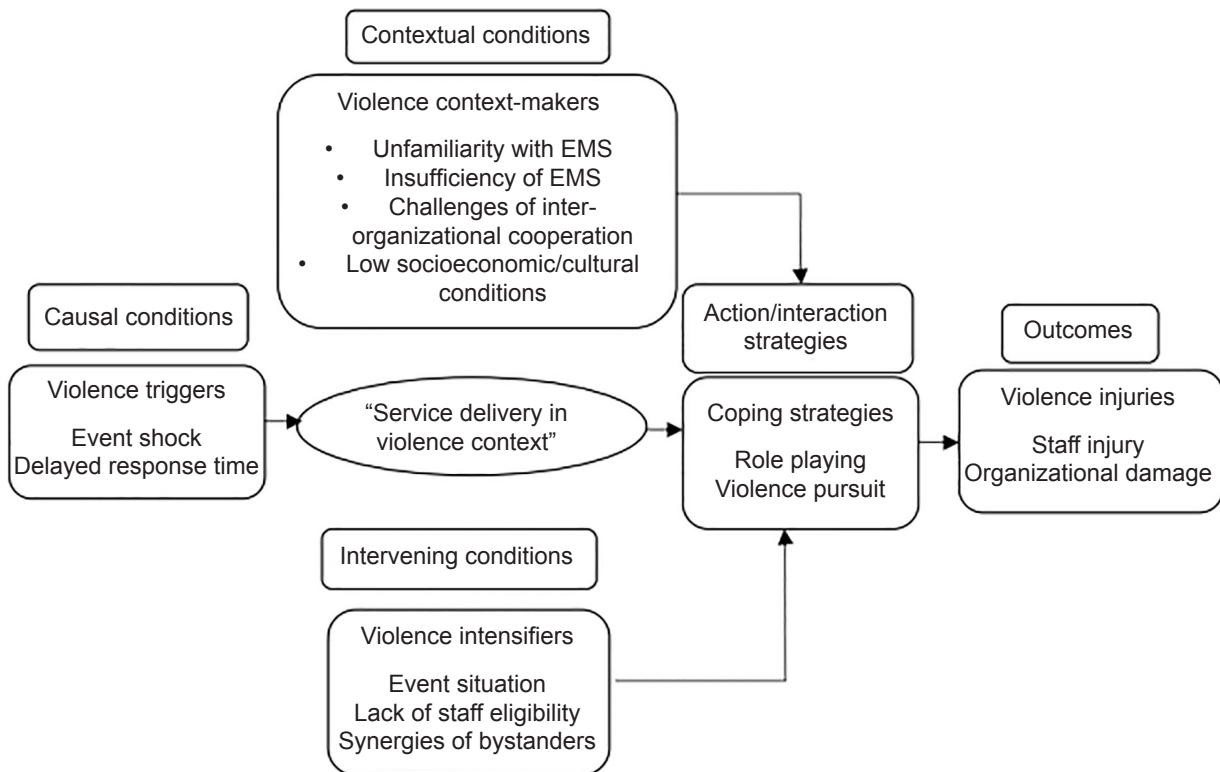 Contextual conditions
Violence context-makers
• Unfamiliarity with EMS
• Insufficiency of EMS
• Challenges of inter-
organizational cooperation
• Low socioeconomic/cultural
conditions
Causal conditions
Violence triggers
Event shock
Delayed response time
“Service delivery in
violence context”
Action/interaction
strategies
Coping strategies
Role playing
Violence pursuit
Outcomes
Violence injuries
Staff injury
Organizational damage
Intervening conditions
Violence intensifiers
Event situation
Lack of staff eligibility
Synergies of bystanders